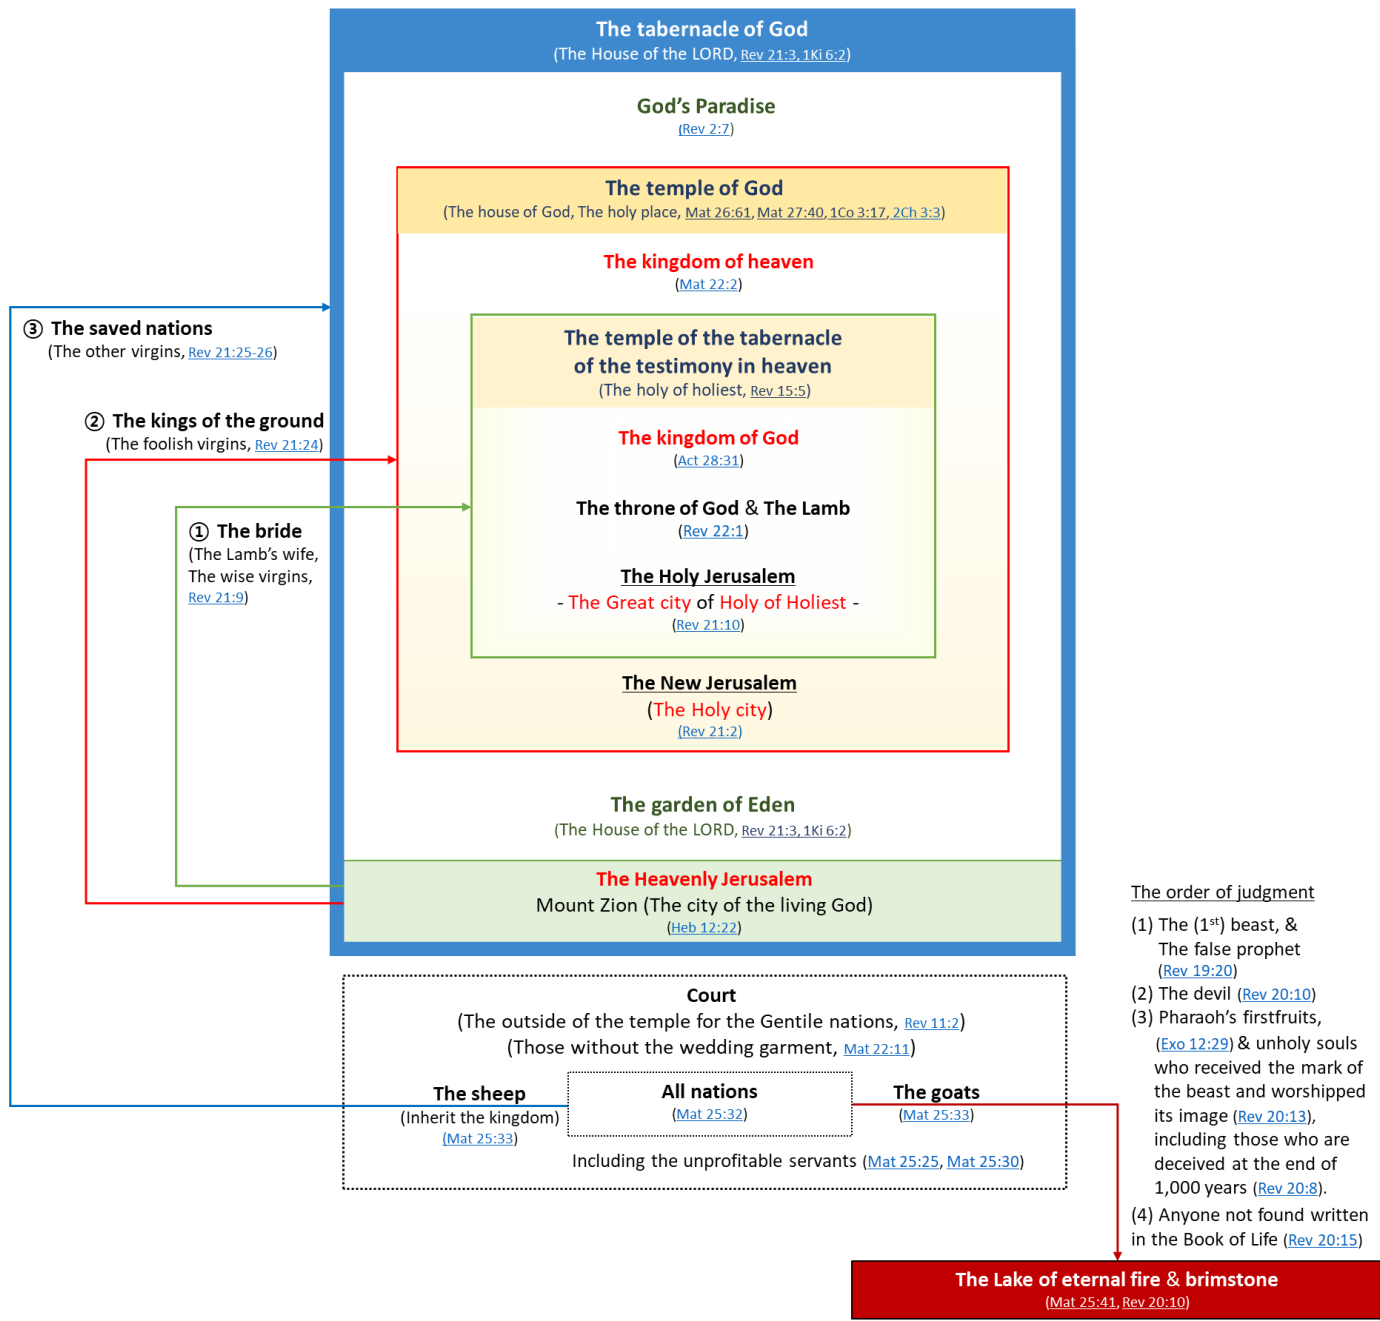 The tabernacle of God
(The House of the LORD, Rev 21:3, 1Ki 6:2)
God’s Paradise
(Rev 2:7)
The temple of God
(The house of God, The holy place, Mat 26:61, Mat 27:40, 1Co 3:17, 2Ch 3:3)
The kingdom of heaven
(Mat 22:2)
The temple of the tabernacle
of the testimony in heaven
(The holy of holiest, Rev 15:5)
The kingdom of God
(Act 28:31)
The throne of God & The Lamb
(Rev 22:1)
The Holy Jerusalem
- The Great city of Holy of Holiest -
(Rev 21:10)
The New Jerusalem
(The Holy city)
(Rev 21:2)
The garden of Eden
(The House of the LORD, Rev 21:3, 1Ki 6:2)
The Heavenly Jerusalem
Mount Zion (The city of the living God)
(Heb 12:22)
③ The saved nations
(The other virgins, Rev 21:25-26)
② The kings of the ground
(The foolish virgins, Rev 21:24)
① The bride
(The Lamb’s wife,
The wise virgins,
Rev 21:9)
Court
(The outside of the temple for the Gentile nations, Rev 11:2)
(Those without the wedding garment, Mat 22:11)
The sheep
(Inherit the kingdom)
(Mat 25:33)
All nations
(Mat 25:32)
The goats
(Mat 25:33)
Including the unprofitable servants (Mat 25:25, Mat 25:30)
The order of judgment
(1) The (1st) beast, &
The false prophet
(Rev 19:20)
(2) The devil (Rev 20:10)
(3) Pharaoh’s firstfruits,
(Exo 12:29) & unholy souls
who received the mark of
the beast and worshipped
its image (Rev 20:13),
including those who are
deceived at the end of
1,000 years (Rev 20:8).
(4) Anyone not found written
in the Book of Life (Rev 20:15)
The Lake of eternal fire & brimstone
(Mat 25:41, Rev 20:10)